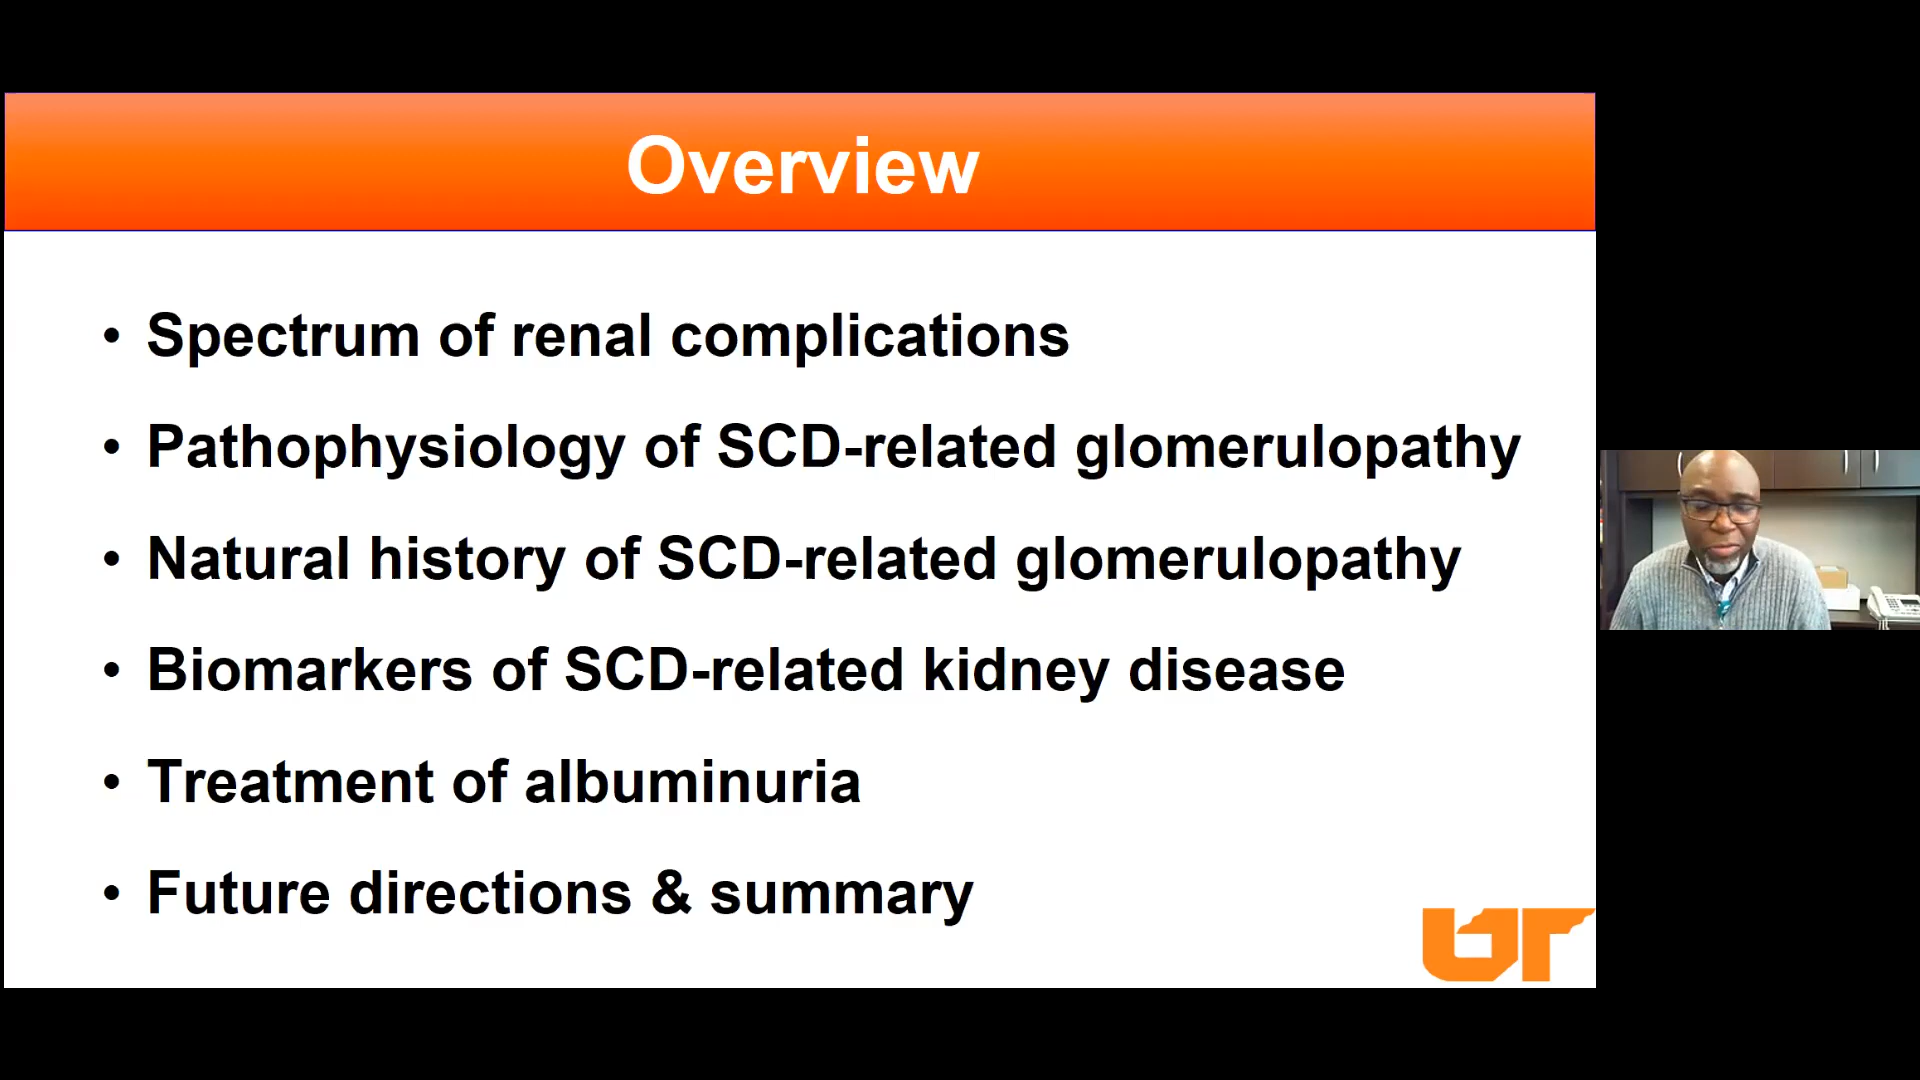 Overview
• Spectrum of renal complications
• Pathophysiology of SCD-related glomerulopathy
• Natural history of SCD-related glomerulopathy
• Biomarkers of SCD-related kidney disease
• Treatment of albuminuria
• Future directions & summary
UT